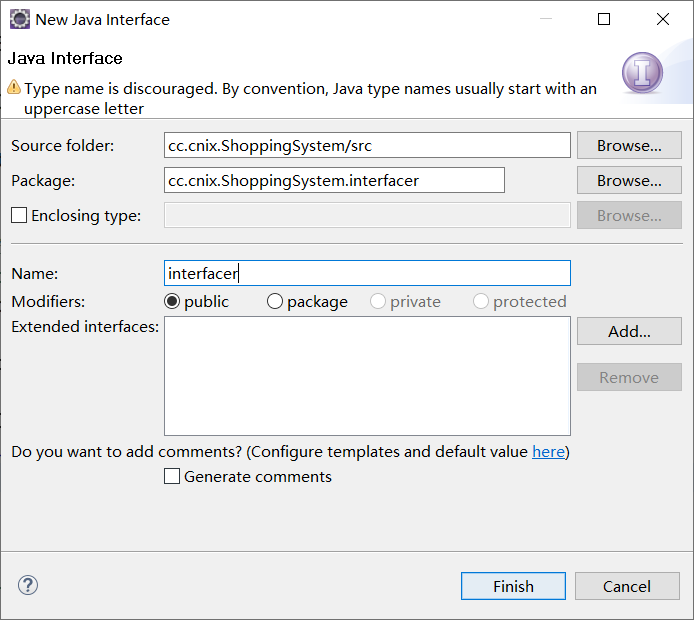 New Java Interface
Java Interface
Type name is discouraged. By convention, Java type names usually start with an
uppercase letter
Source folder: cc.cnix.ShoppingSystem/src Browse...
Package: cc.cnix.ShoppingSystem.interfacer Browse...
Enclosing type: Browse...
Name: interfacer
Modifiers: public package private protected
Extended interfaces: Add...
Remove
Do you want to add comments? (Configure templates and default value here)
Generate comments
? Finish Cancel